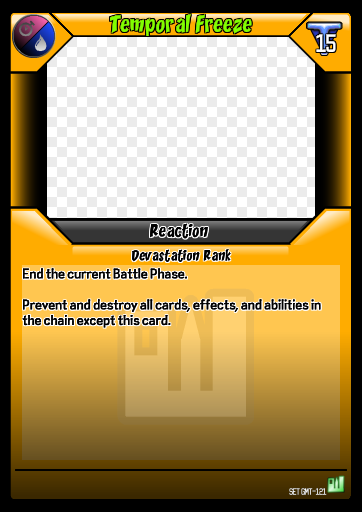 Temporal Freeze
15
Reaction
Devastation Rank
End the current Battle Phase.
Prevent and destroy all cards, effects, and abilities in
the chain except this card.
SET GMT-121